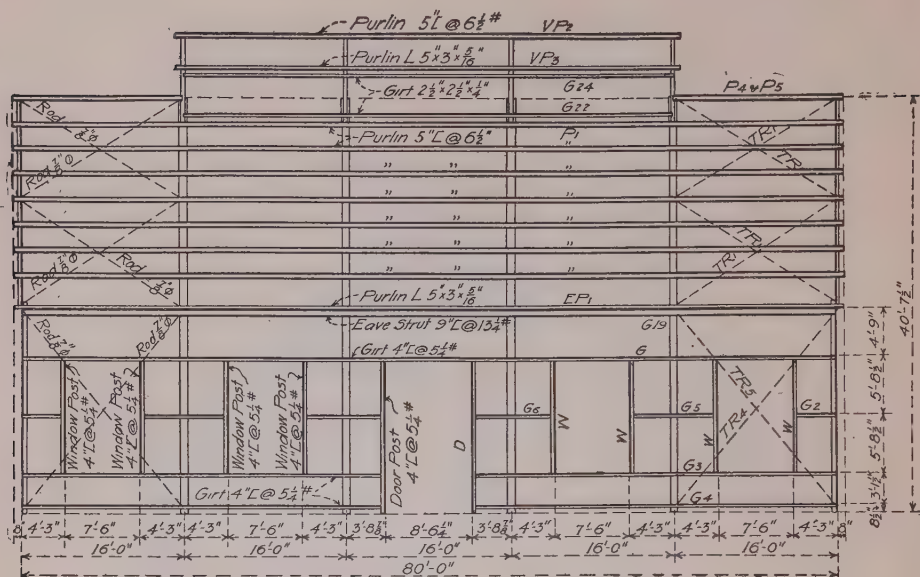 Purlin 5"[ @ 6½# VP2
Purlin L 5"x3"x5/16" VP3
Girt 2½"x2½"x¼" G24
G22
P4 & P5
Purlin 5"[ @ 6½" P1
" " "
" " "
" " "
" " "
" " "
" " "
Rod ⅞"ø
Rod ⅞"ø
Rod ⅞"ø
Rod ⅞"ø
TR1
TR1
TR1
TR1
Purlin L 5"x3"x5/16" EP1
Eave Strut 9"[ @ 13¼# G19
Girt 4"[ @ 5¼# G
Rod ⅞"ø
Rod ⅞"ø
Window Post
4"[ @ 5¼#
Window Post
4"[ @ 5¼#
Window Post
4"[ @ 5¼#
Window Post
4"[ @ 5¼#
Door Post
4"[ @ 5¼#
D
G6
W
W
G5
W
W
G2
TR5
TR4
G3
Girt 4"[ @ 5¼#
G4
40'-7½"
4'-9"
5'-8½"
5'-8½"
3'-1½"
8½"
8" 4'-3" 7'-6" 4'-3" 4'-3" 7'-6" 4'-3" 3'-8⅞" 8'-6¼" 3'-8⅞" 4'-3" 7'-6" 4'-3" 4'-3" 7'-6" 4'-3" 8"
16'-0" 16'-0" 16'-0" 16'-0" 16'-0"
80'-0"